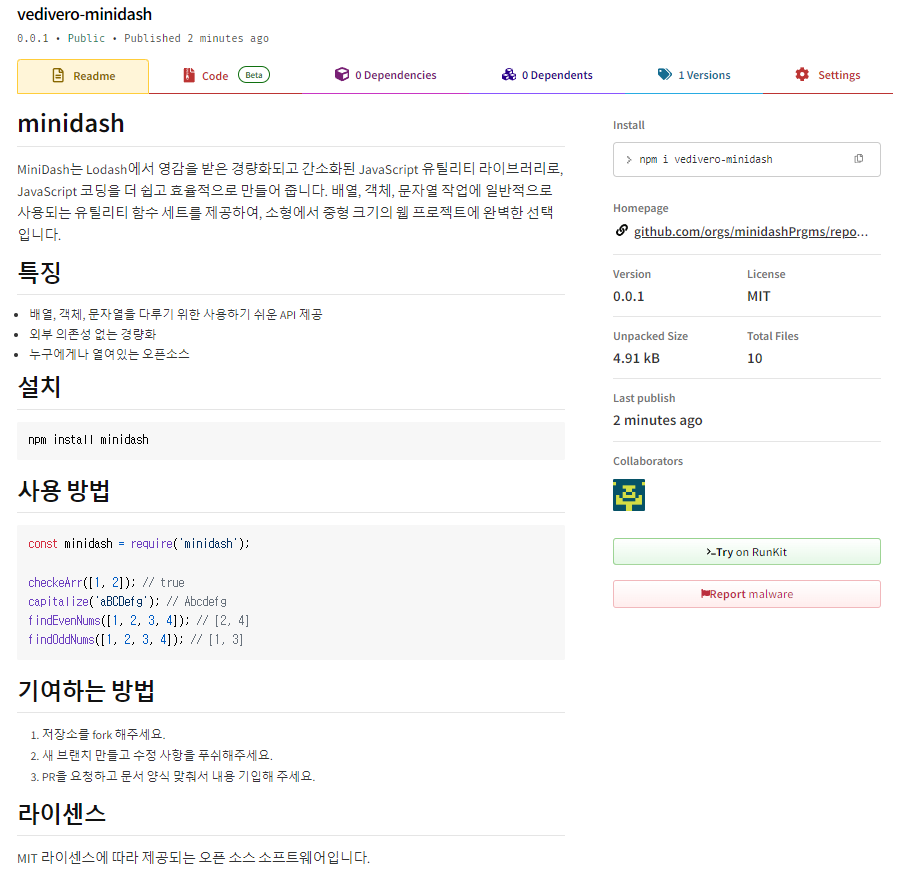 vedivero-minidash
0.0.1 • Public • Published 2 minutes ago
Readme
Code Beta
0 Dependencies
0 Dependents
1 Versions
Settings
minidash
MiniDash는 Lodash에서 영감을 받은 경량화되고 간소화된 JavaScript 유틸리티 라이브러리로,
JavaScript 코딩을 더 쉽고 효율적으로 만들어 줍니다. 배열, 객체, 문자열 작업에 일반적으로
사용되는 유틸리티 함수 세트를 제공하여, 소형에서 중형 크기의 웹 프로젝트에 완벽한 선택
입니다.
특징
• 배열, 객체, 문자열을 다루기 위한 사용하기 쉬운 API 제공
• 외부 의존성 없는 경량화
• 누구에게나 열여있는 오픈소스
설치
npm install minidash
사용 방법
const minidash = require('minidash');
checkeArr([1, 2]); // true
capitalize('aBCDefg'); // Abcdefg
findEvenNums([1, 2, 3, 4]); // [2, 4]
findOddNums([1, 2, 3, 4]); // [1, 3]
기여하는 방법
1. 저장소를 fork 해주세요.
2. 새 브랜치 만들고 수정 사항을 푸쉬해주세요.
3. PR을 요청하고 문서 양식 맞춰서 내용 기입해 주세요.
라이센스
MIT 라이센스에 따라 제공되는 오픈 소스 소프트웨어입니다.
Install
> npm i vedivero-minidash
Homepage
github.com/orgs/minidashPrgms/repo...
Version
0.0.1
License
MIT
Unpacked Size
4.91 kB
Total Files
10
Last publish
2 minutes ago
Collaborators
Try on RunKit
Report malware